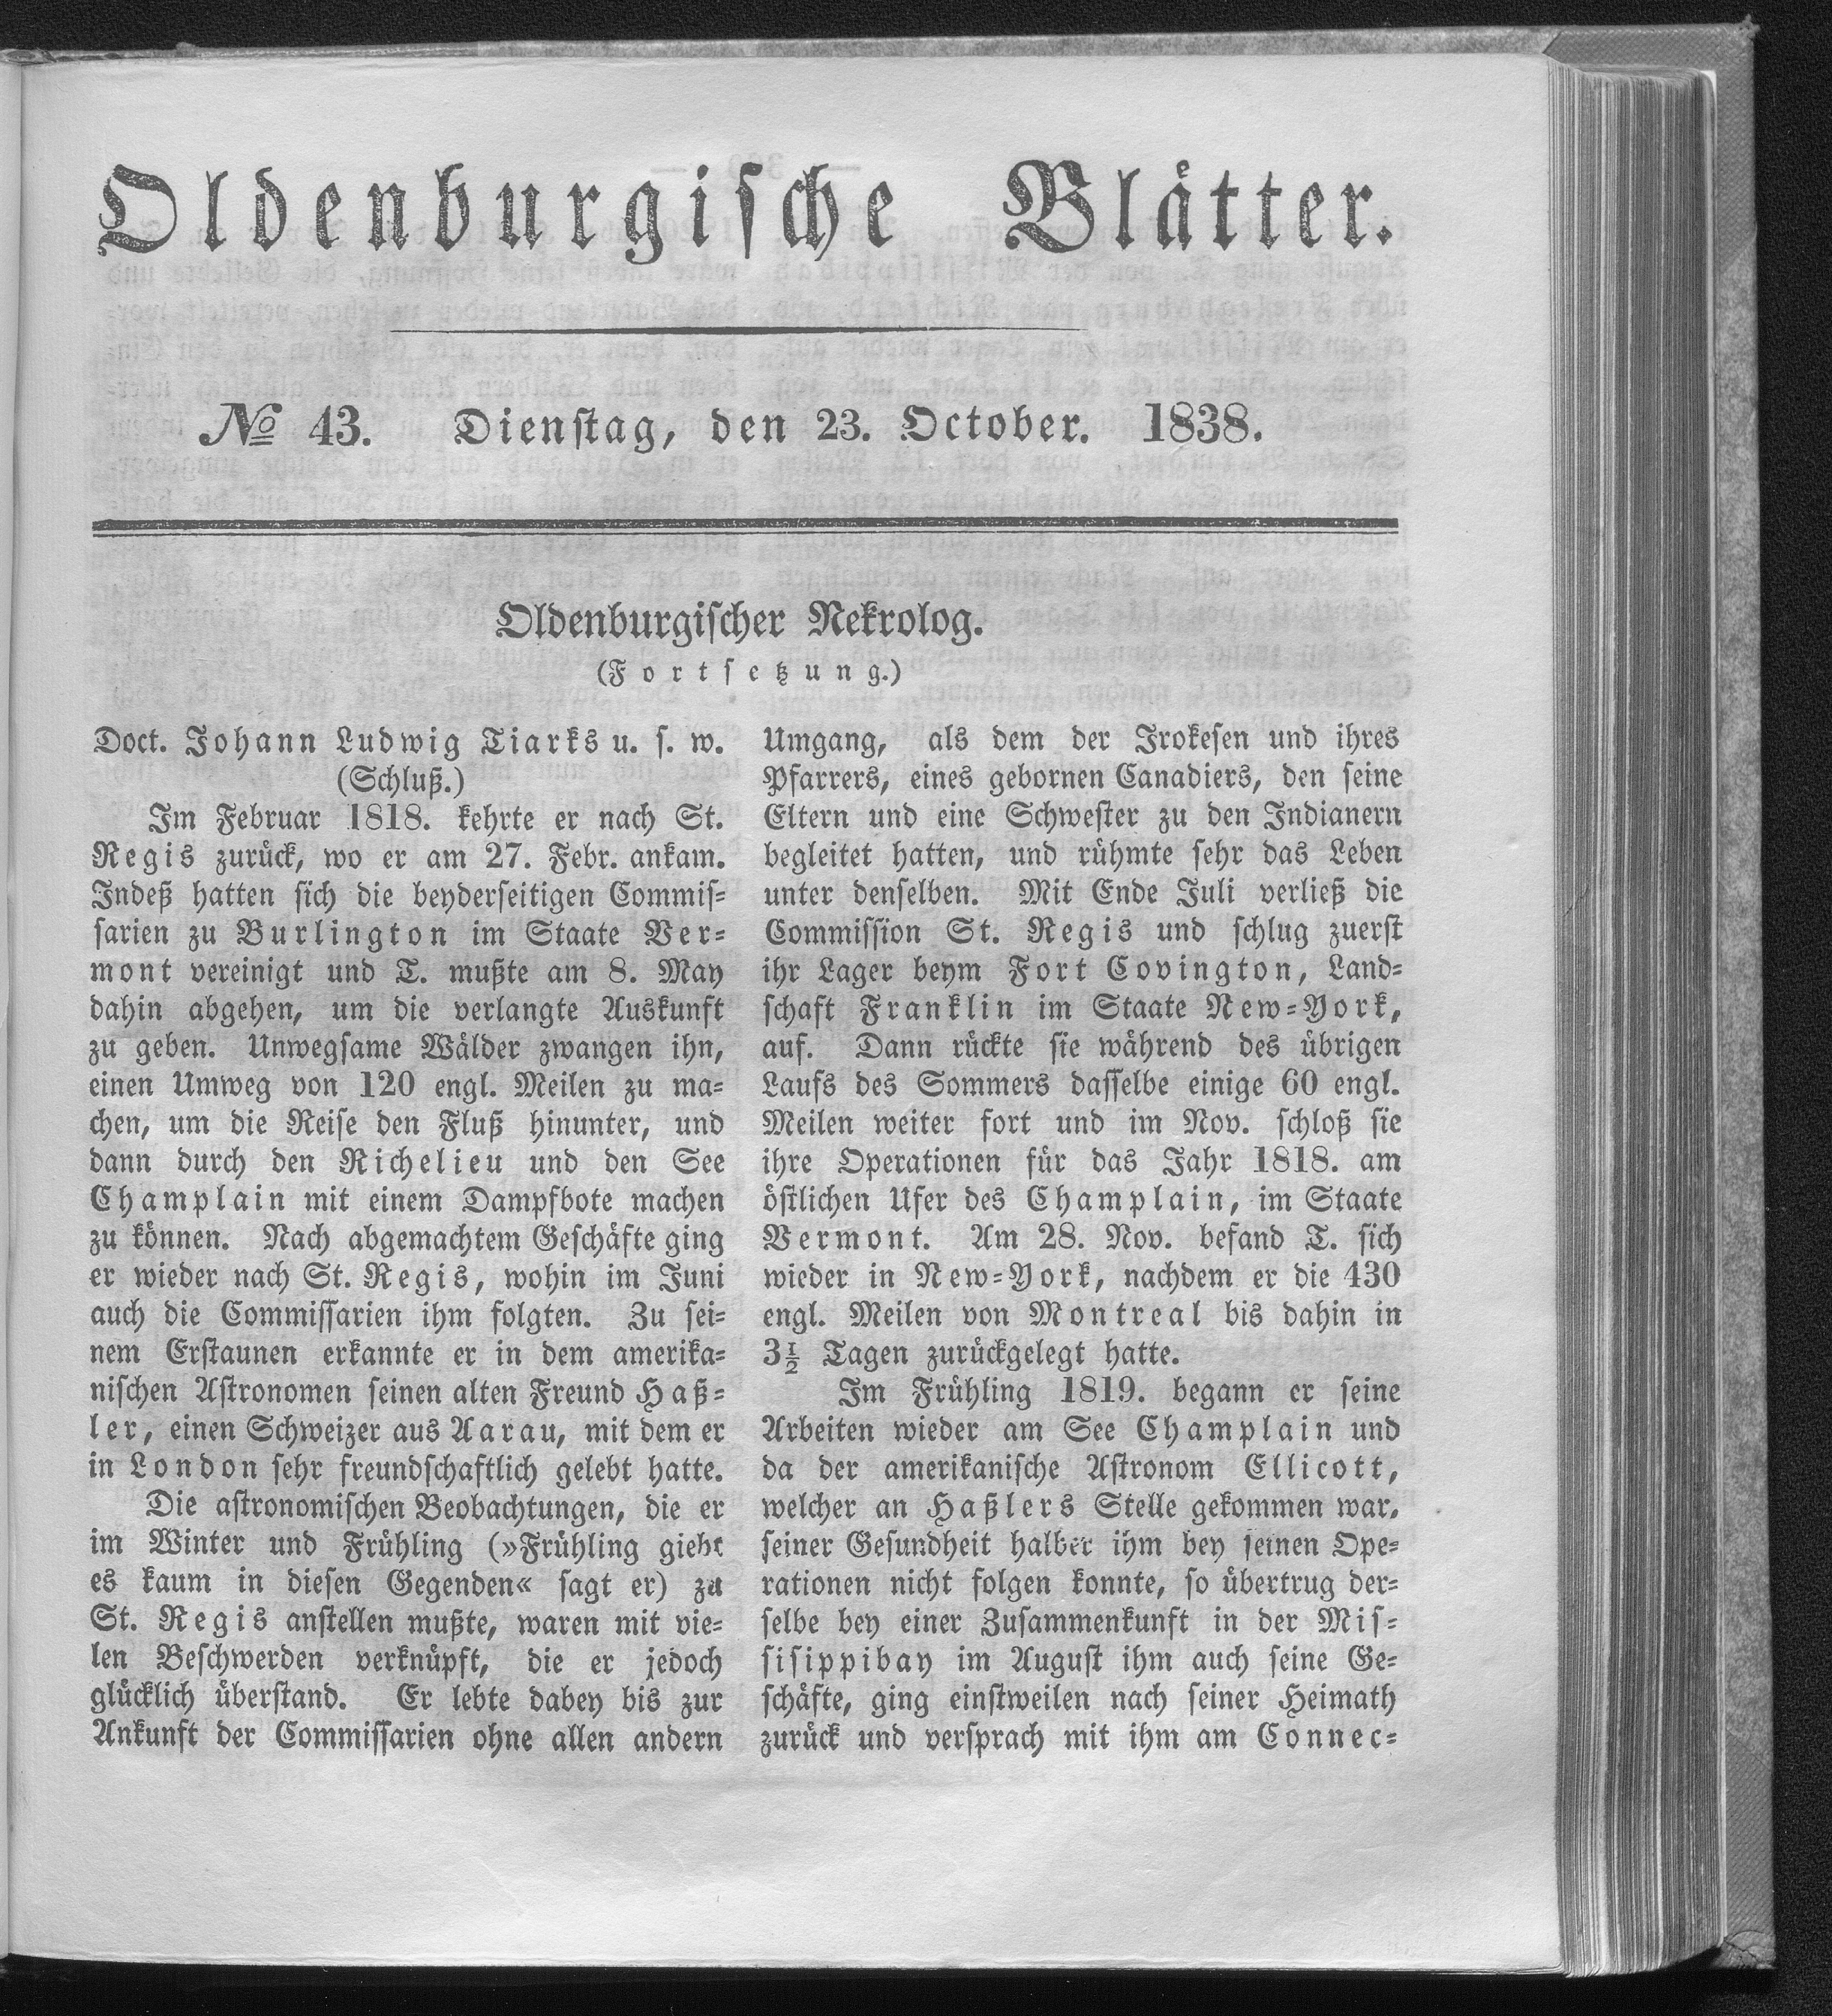 Oldenburgische Blätter.
No 43. Dienstag, den 23. October. 1838.
Oldenburgischer Nekrolog.
(Fortsetzung.)
Doct. Johann Ludwig Tiarks u. s. w.
(Schluß.)
Im Februar 1818. kehrte er nach St.
Regis zurück, wo er am 27. Febr. ankam.
Indeß hatten sich die beyderseitigen Commis-
sarien zu Burlington im Staate Ver-
mont vereinigt und T. mußte am 8. May
dahin abgehen, um die verlangte Auskunft
zu geben. Unwegsame Wälder zwangen ihn,
einen Umweg von 120 engl. Meilen zu ma-
chen, um die Reise den Fluß hinunter, und
dann durch den Richelieu und den See
Champlain mit einem Dampfbote machen
zu können. Nach abgemachtem Geschäfte ging
er wieder nach St. Regis, wohin im Juni
auch die Commissarien ihm folgten. Zu sei-
nem Erstaunen erkannte er in dem amerika-
nischen Astronomen seinen alten Freund Haß-
ler, einen Schweizer aus Aarau, mit dem er
in London sehr freundschaftlich gelebt hatte.
Die astronomischen Beobachtungen, die er
im Winter und Frühling (»Frühling giebt
es kaum in diesen Gegenden« sagt er) zu
St. Regis anstellen mußte, waren mit vie-
len Beschwerden verknüpft, die er jedoch
glücklich überstand. Er lebte dabey bis zur
Ankunft der Commissarien ohne allen andern
Umgang, als dem der Irokesen und ihres
Pfarrers, eines gebornen Canadiers, den seine
Eltern und eine Schwester zu den Indianern
begleitet hatten, und rühmte sehr das Leben
unter denselben. Mit Ende Juli verließ die
Commission St. Regis und schlug zuerst
ihr Lager beym Fort Covington, Land-
schaft Franklin im Staate New-York,
auf. Dann rückte sie während des übrigen
Laufs des Sommers dasselbe einige 60 engl.
Meilen weiter fort und im Nov. schloß sie
ihre Operationen für das Jahr 1818. am
östlichen Ufer des Champlain, im Staate
Vermont. Am 28. Nov. befand T. sich
wieder in New-York, nachdem er die 430
engl. Meilen von Montreal bis dahin in
3½ Tagen zurückgelegt hatte.
Im Frühling 1819. begann er seine
Arbeiten wieder am See Champlain und
da der amerikanische Astronom Ellicott,
welcher an Haßlers Stelle gekommen war,
seiner Gesundheit halber ihm bey seinen Ope-
rationen nicht folgen konnte, so übertrug der-
selbe bey einer Zusammenkunft in der Mis-
sisippibay im August ihm auch seine Ge-
schäfte, ging einstweilen nach seiner Heimath
zurück und versprach mit ihm am Connec-